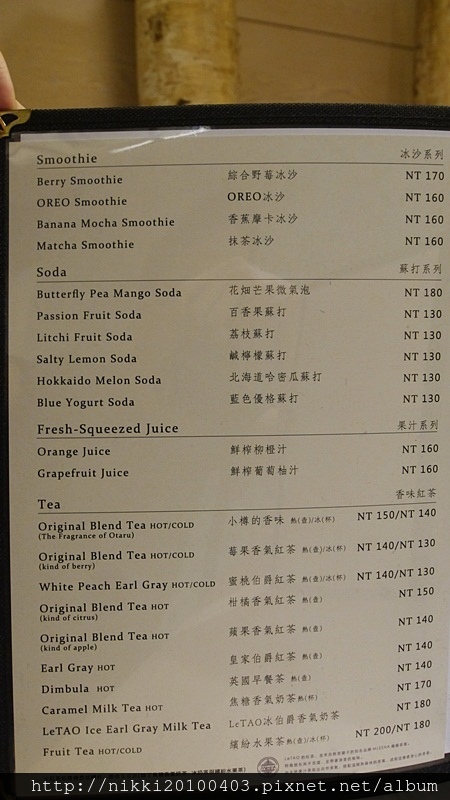 Smoothie 冰沙系列
Berry Smoothie 綜合野莓冰沙 NT 170
OREO Smoothie OREO冰沙 NT 160
Banana Mocha Smoothie 香蕉摩卡冰沙 NT 160
Matcha Smoothie 抹茶冰沙 NT 160
Soda 蘇打系列
Butterfly Pea Mango Soda 花畑芒果微氣泡 NT 180
Passion Fruit Soda 百香果蘇打 NT 130
Litchi Fruit Soda 荔枝蘇打 NT 130
Salty Lemon Soda 鹹檸檬蘇打 NT 130
Hokkaido Melon Soda 北海道哈密瓜蘇打 NT 130
Blue Yogurt Soda 藍色優格蘇打 NT 130
Fresh-Squeezed Juice 果汁系列
Orange Juice 鮮榨柳橙汁 NT 160
Grapefruit Juice 鮮榨葡萄柚汁 NT 160
Tea 香味紅茶
Original Blend Tea HOT/COLD 小樽的香味 熱(壺)/冰(杯) NT 150/NT 140
(The Fragrance of Otaru)
Original Blend Tea HOT/COLD 莓果香氣紅茶 熱(壺)/冰(杯) NT 140/NT 130
(kind of berry)
White Peach Earl Gray HOT/COLD 蜜桃伯爵紅茶 熱(壺)/冰(杯) NT 140/NT 130
Original Blend Tea HOT 柑橘香氣紅茶 熱(壺) NT 150
(kind of citrus)
Original Blend Tea HOT 蘋果香氣紅茶 熱(壺) NT 140
(kind of apple)
Earl Gray HOT 皇家伯爵紅茶 熱(壺) NT 140
Dimbula HOT 英國早餐茶 熱(壺) NT 140
Caramel Milk Tea HOT 焦糖香氣奶茶 熱(杯) NT 170
LeTAO Ice Earl Gray Milk Tea LeTAO冰伯爵香氣奶茶 NT 180
Fruit Tea HOT/COLD 繽紛水果茶 熱(壺)/冰(杯) NT 200/NT 180
http://nikki20100403.pixnet.net/album